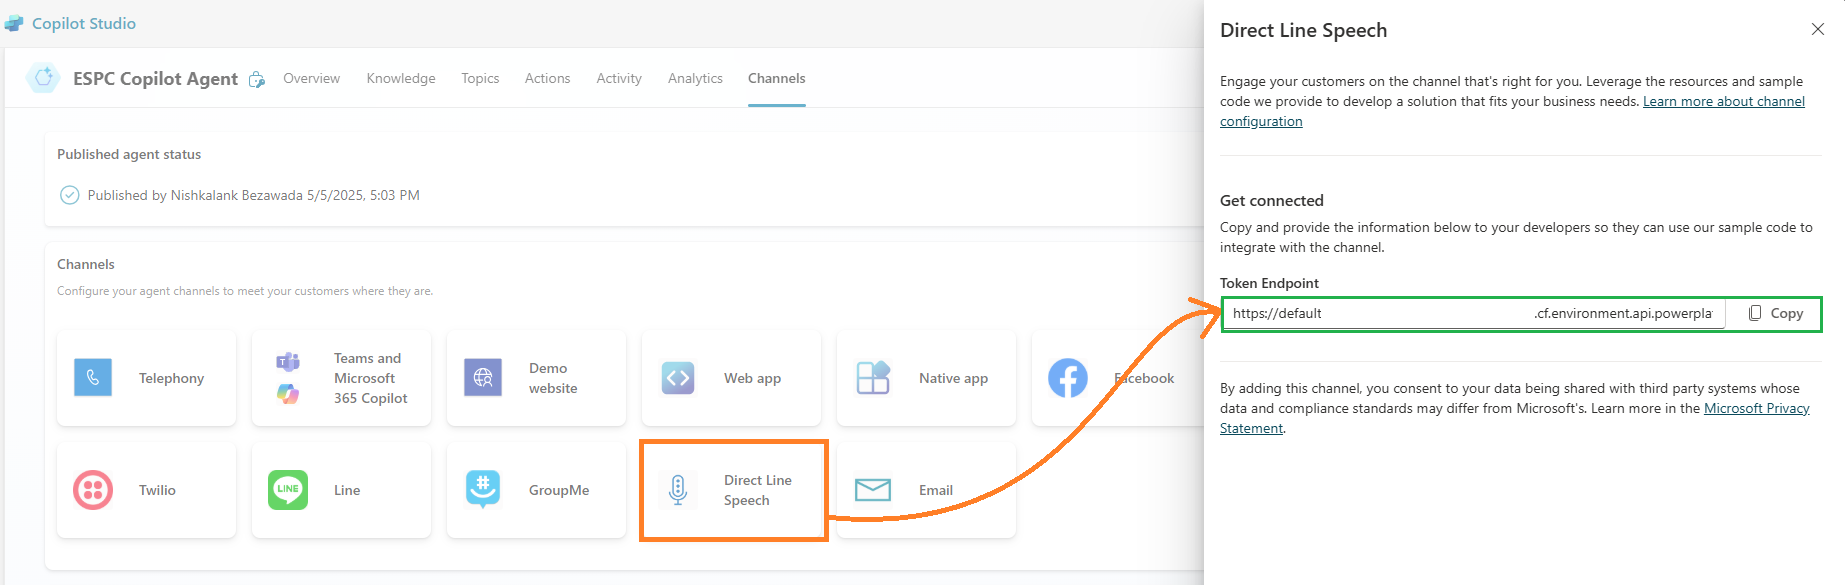 Copilot Studio
ESPC Copilot Agent
Overview
Knowledge
Topics
Actions
Activity
Analytics
Channels
Published agent status
Published by Nishkalank Bezawada 5/5/2025, 5:03 PM
Channels
Configure your agent channels to meet your customers where they are.
Telephony
Teams and
Microsoft
365 Copilot
Demo
website
Web app
Native app
Facebook
Twilio
LINE
Line
#
GroupMe
Direct Line
Speech
Email
Direct Line Speech
Engage your customers on the channel that's right for you. Leverage the resources and sample
code we provide to develop a solution that fits your business needs. Learn more about channel
configuration
Get connected
Copy and provide the information below to your developers so they can use our sample code to
integrate with the channel.
Token Endpoint
https://default .cf.environment.api.powerpla
Copy
By adding this channel, you consent to your data being shared with third party systems whose
data and compliance standards may differ from Microsoft's. Learn more in the Microsoft Privacy
Statement.